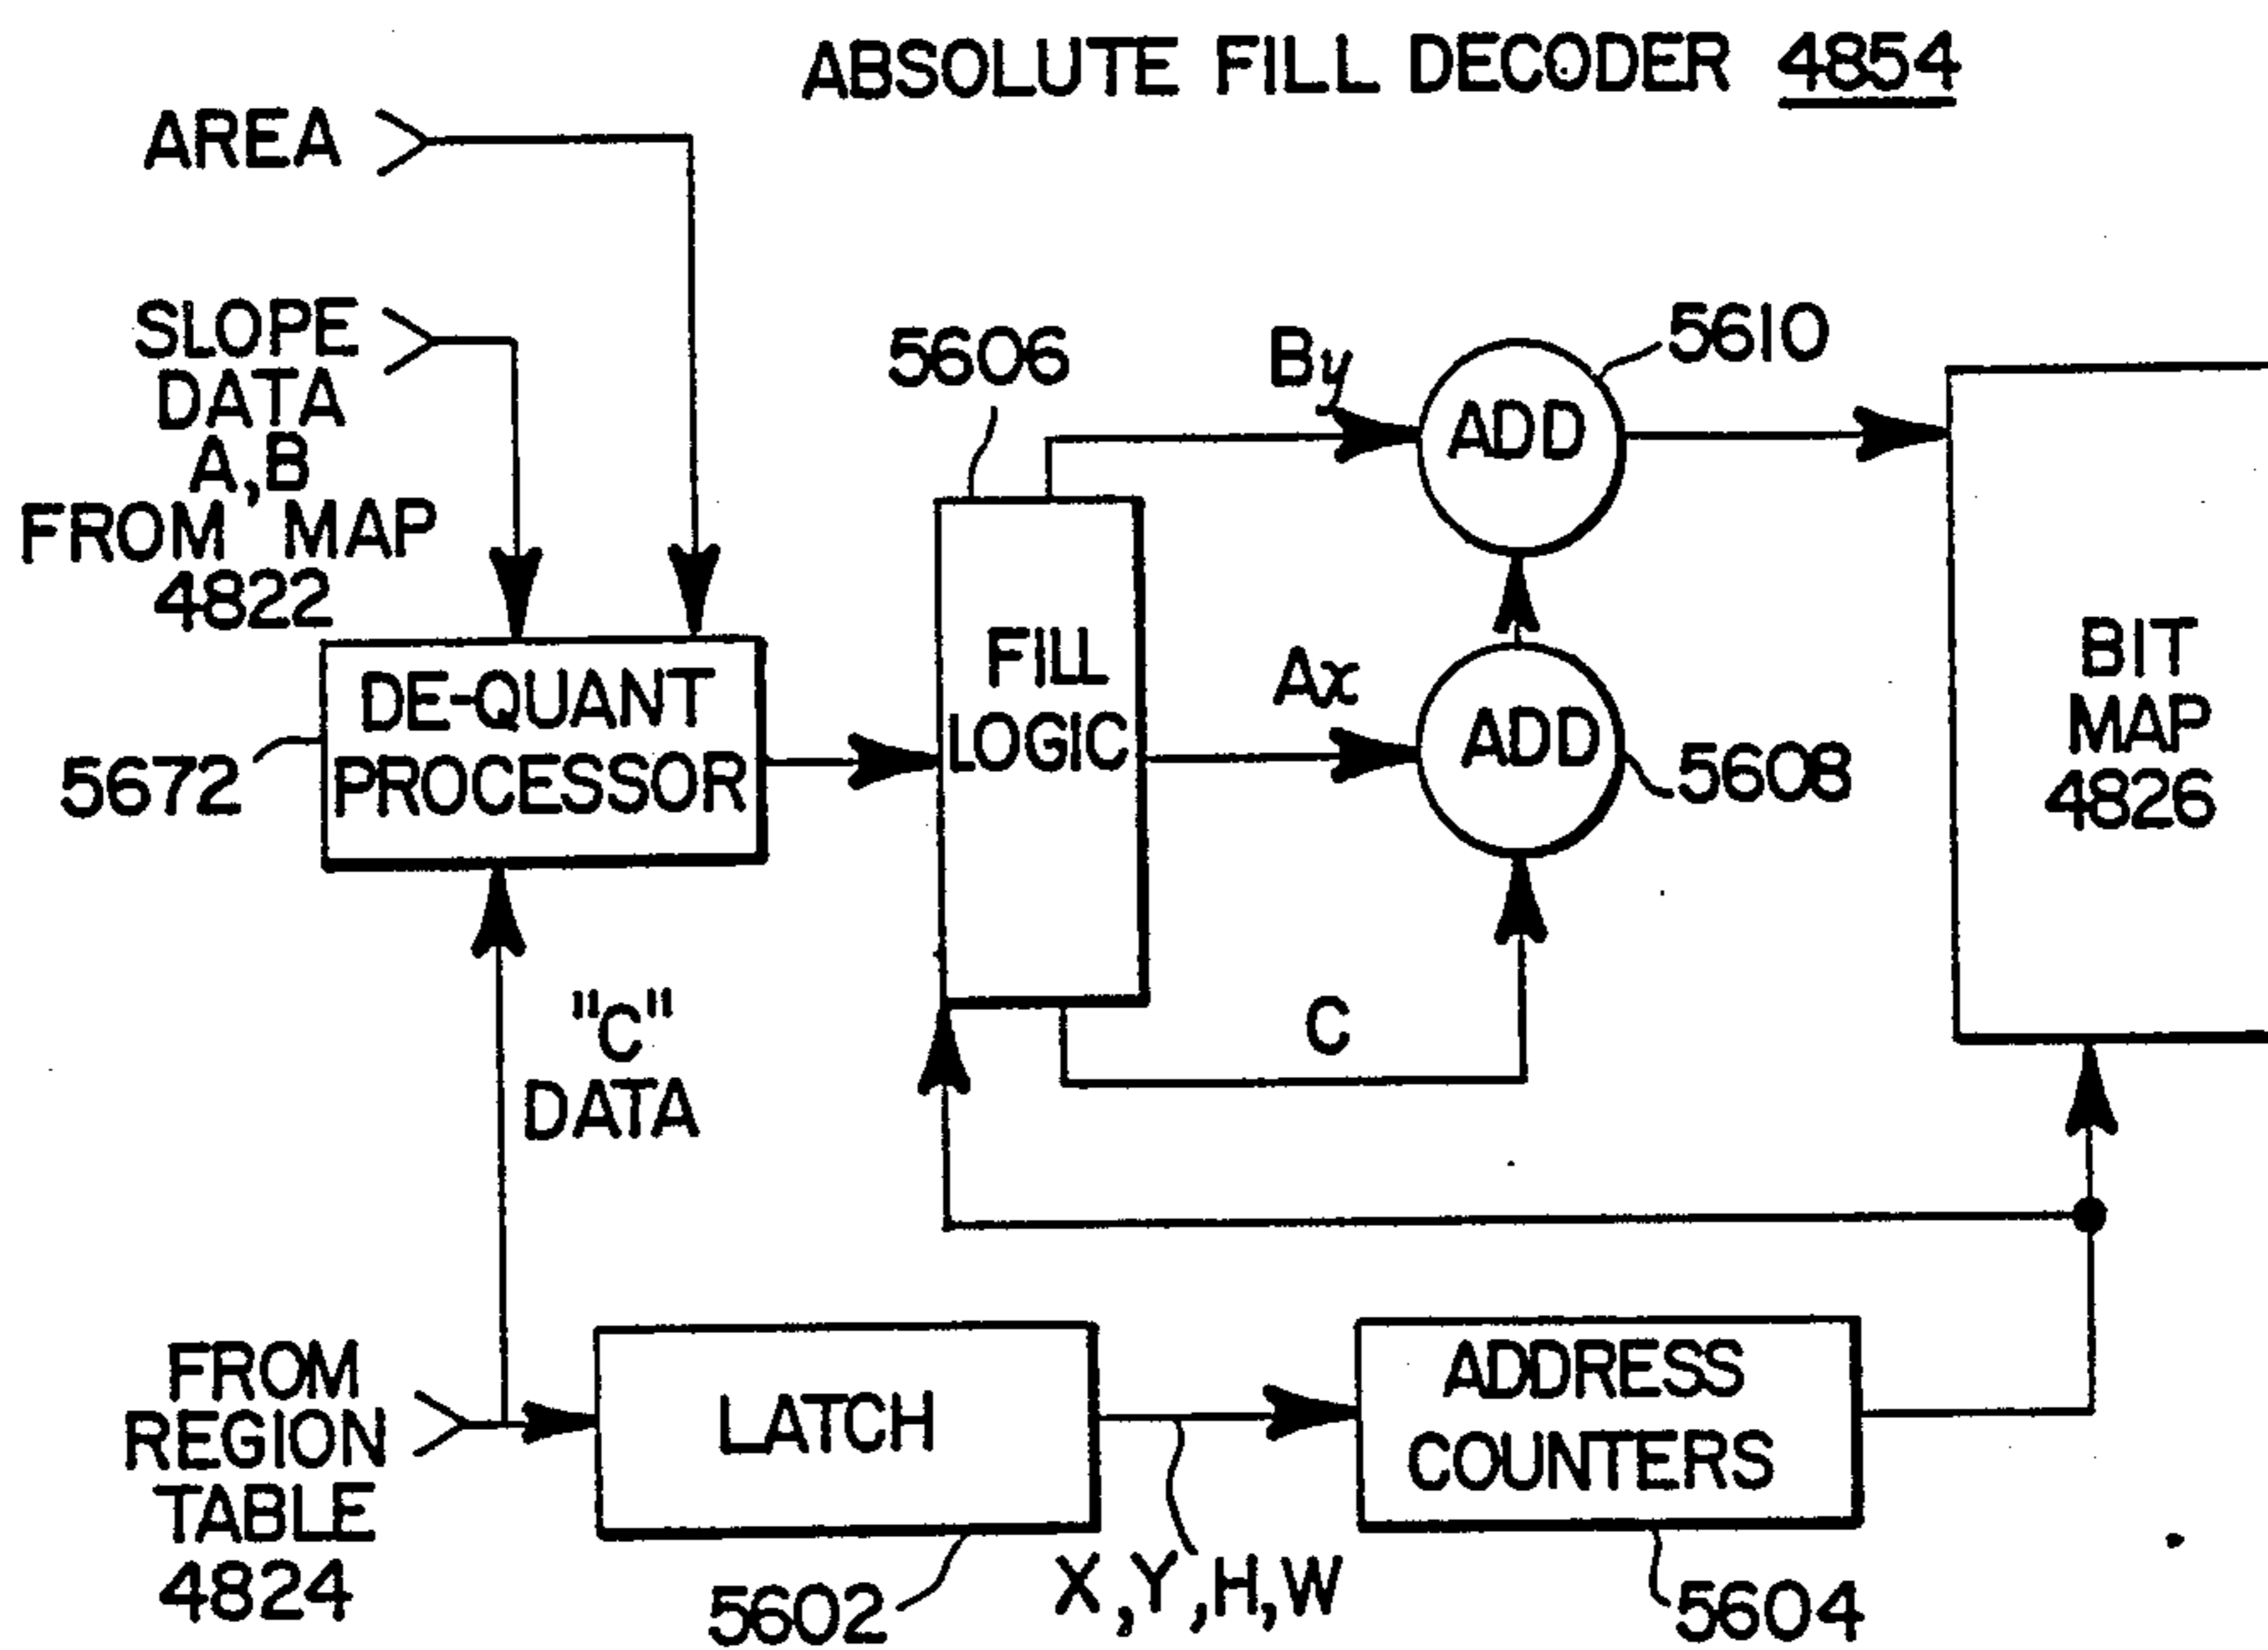 ABSOLUTE FILL DECODER 4854
AREA
SLOPE
DATA
A,B
FROM MAP
4822
5606
By
5610
ADD
DE-QUANT
PROCESSOR
5672
FILL
LOGIC
Ax
ADD
5608
BIT
MAP
4826
"C"
DATA
C
FROM
REGION
TABLE
4824
LATCH
5602
X,Y,H,W
ADDRESS
COUNTERS
5604